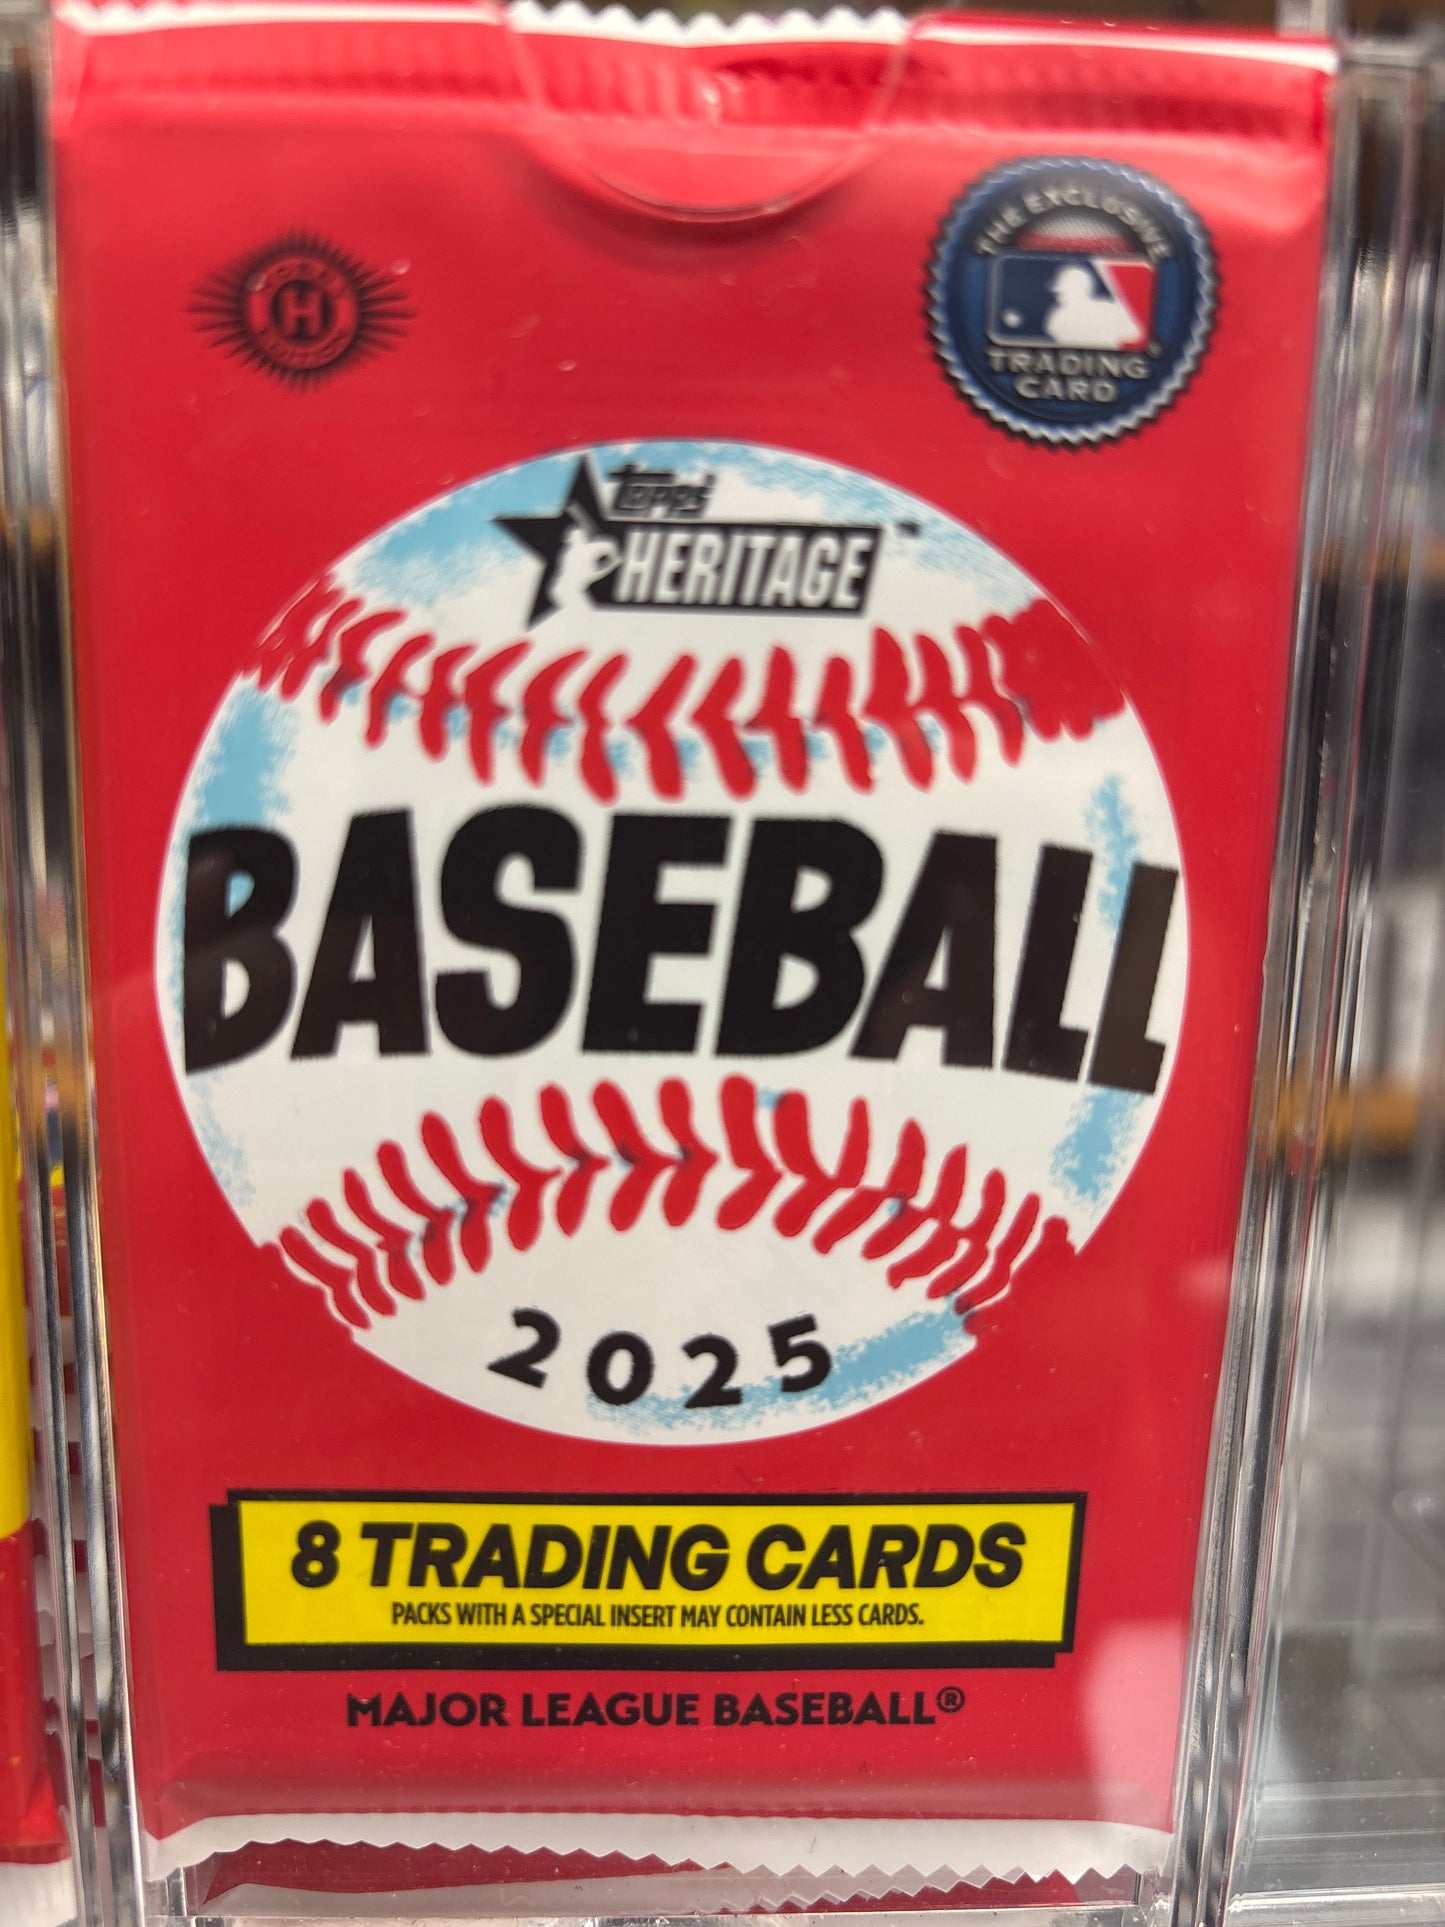 H
THE EXCLUSIVE
TRADING
CARD
Topps
HERITAGE™
BASEBALL
2025
8 TRADING CARDS
PACKS WITH A SPECIAL INSERT MAY CONTAIN LESS CARDS.
MAJOR LEAGUE BASEBALL®